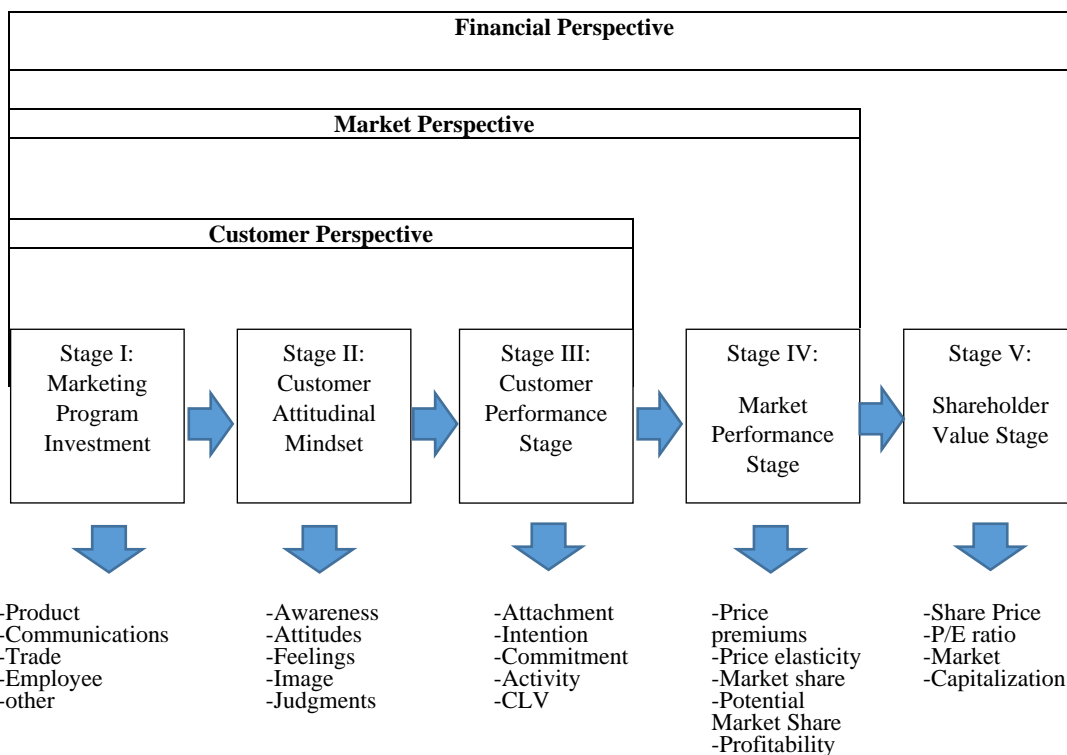 Financial Perspective
Market Perspective
Customer Perspective
Stage I:
Marketing
Program
Investment
Stage II:
Customer
Attitudinal
Mindset
Stage III:
Customer
Performance
Stage
Stage IV:
Market
Performance
Stage
Stage V:
Shareholder
Value Stage
-Product
-Communications
-Trade
-Employee
-other
-Awareness
-Attitudes
-Feelings
-Image
-Judgments
-Attachment
-Intention
-Commitment
-Activity
-CLV
-Price
premiums
-Price elasticity
-Market share
-Potential
Market Share
-Profitability
-Share Price
-P/E ratio
-Market
-Capitalization